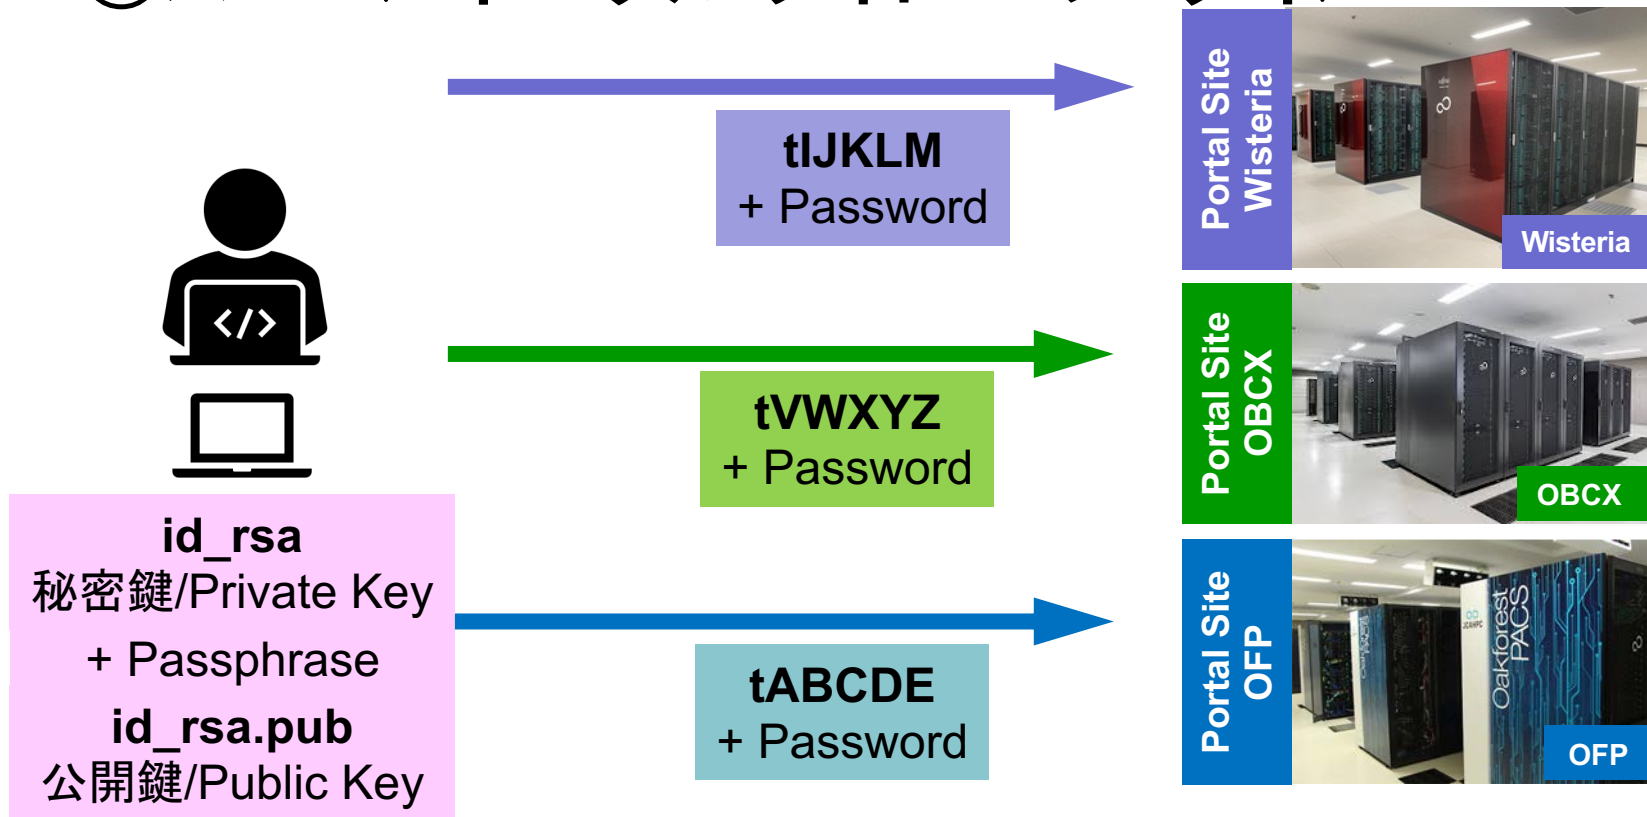 tIJKLM
+ Password
Portal Site
Wisteria
Wisteria
tVWXYZ
+ Password
Portal Site
OBCX
OBCX
id_rsa
秘密鍵/Private Key
+ Passphrase
id_rsa.pub
公開鍵/Public Key
tABCDE
+ Password
Portal Site
OFP
JCAHPC
Oakforest
PACS
OFP